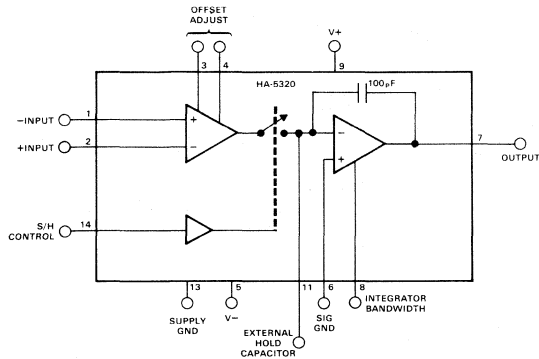 OFFSET
ADJUST
3 4
V+
9
HA-5320
100pF
-INPUT 1
+INPUT 2
+
-
-
+
7
OUTPUT
S/H
CONTROL 14
13
5
11
6
8
SUPPLY
GND
V-
EXTERNAL
HOLD
CAPACITOR
SIG
GND
INTEGRATOR
BANDWIDTH